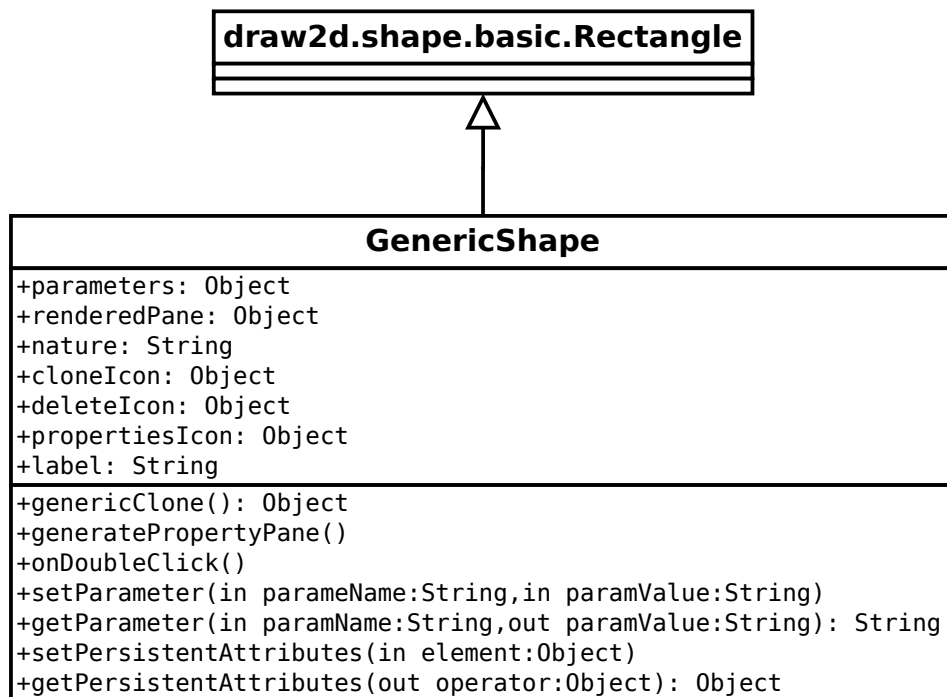 draw2d.shape.basic.Rectangle
GenericShape
+parameters: Object
+renderedPane: Object
+nature: String
+cloneIcon: Object
+deleteIcon: Object
+propertiesIcon: Object
+label: String
+genericClone(): Object
+generatePropertyPane()
+onDoubleClick()
+setParameter(in parameName:String,in paramValue:String)
+getParameter(in paramName:String,out paramValue:String): String
+setPersistentAttributes(in element:Object)
+getPersistentAttributes(out operator:Object): Object